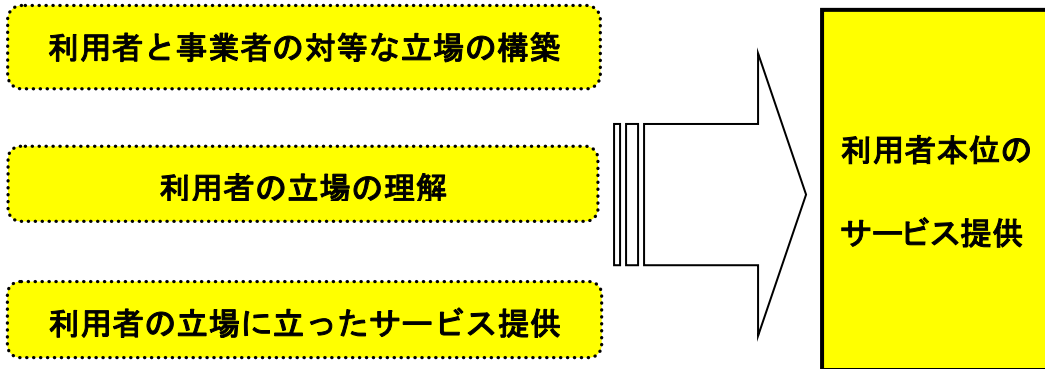 利用者と事業者の対等な立場の構築
利用者の立場の理解
利用者の立場に立ったサービス提供
利用者本位の
サービス提供